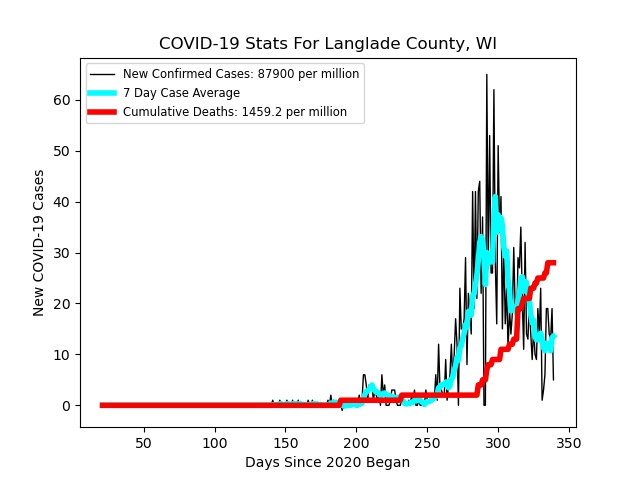 COVID-19 Stats For Langlade County, WI
New Confirmed Cases: 87900 per million
7 Day Case Average
Cumulative Deaths: 1459.2 per million
New COVID-19 Cases
60
50
40
30
20
10
0
50 100 150 200 250 300 350
Days Since 2020 Began